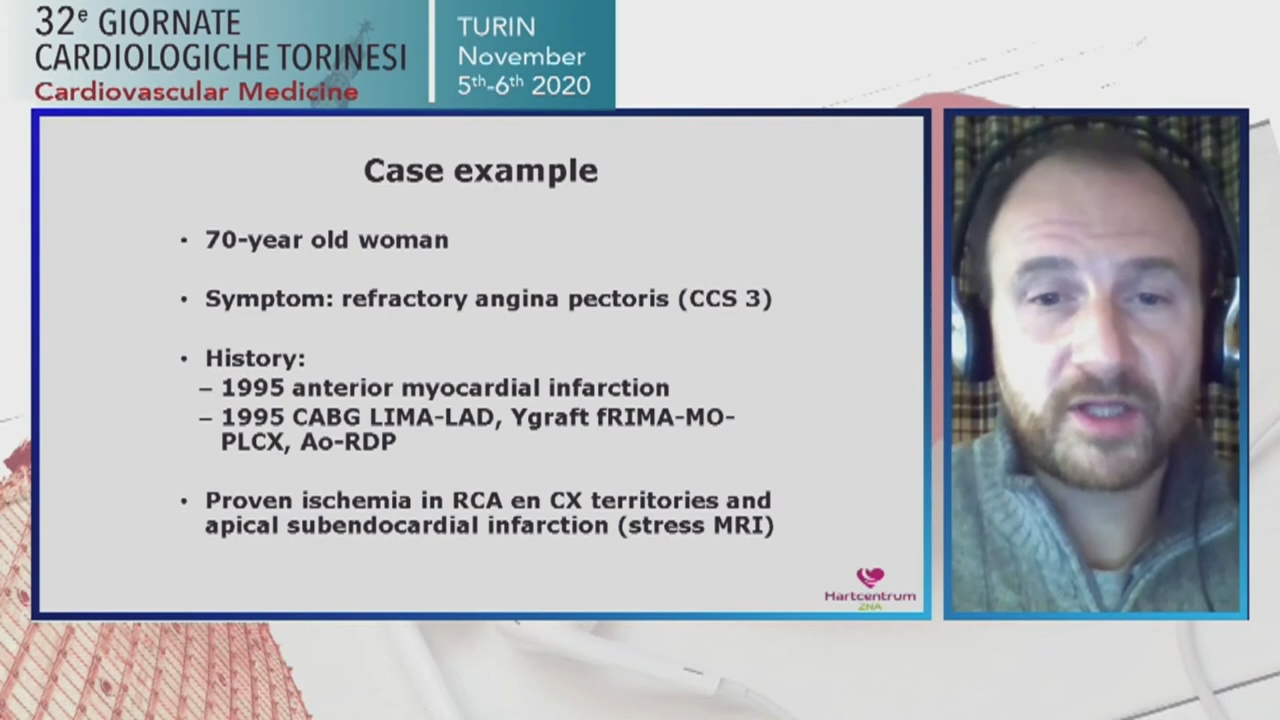 32e GIORNATE
CARDIOLOGICHE TORINESI
Cardiovascular Medicine
TURIN
November
5th-6th 2020
Case example
• 70-year old woman
• Symptom: refractory angina pectoris (CCS 3)
• History:
– 1995 anterior myocardial infarction
– 1995 CABG LIMA-LAD, Ygraft fRIMA-MO-
PLCX, Ao-RDP
• Proven ischemia in RCA en CX territories and
apical subendocardial infarction (stress MRI)
Hartcentrum
ZNA